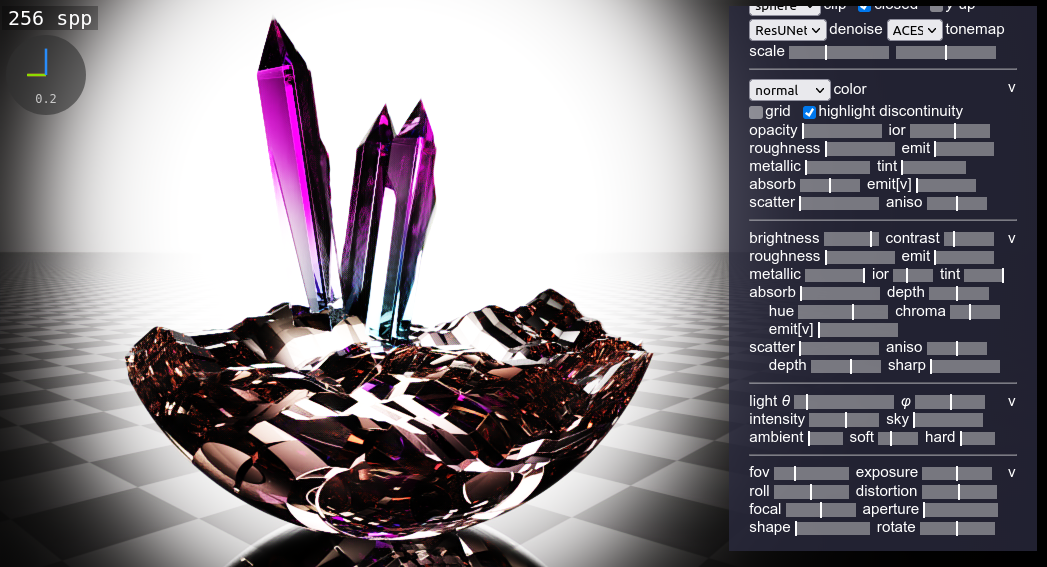 256 spp
0.2
sphere clip closed y-up
ResUNet denoise ACES tonemap
scale
normal color v
grid highlight discontinuity
opacity ior
roughness emit
metallic tint
absorb emit[v]
scatter aniso
brightness contrast v
roughness emit
metallic ior tint
absorb depth
hue chroma
emit[v]
scatter aniso
depth sharp
light θ φ v
intensity sky
ambient soft hard
fov exposure v
roll distortion
focal aperture
shape rotate